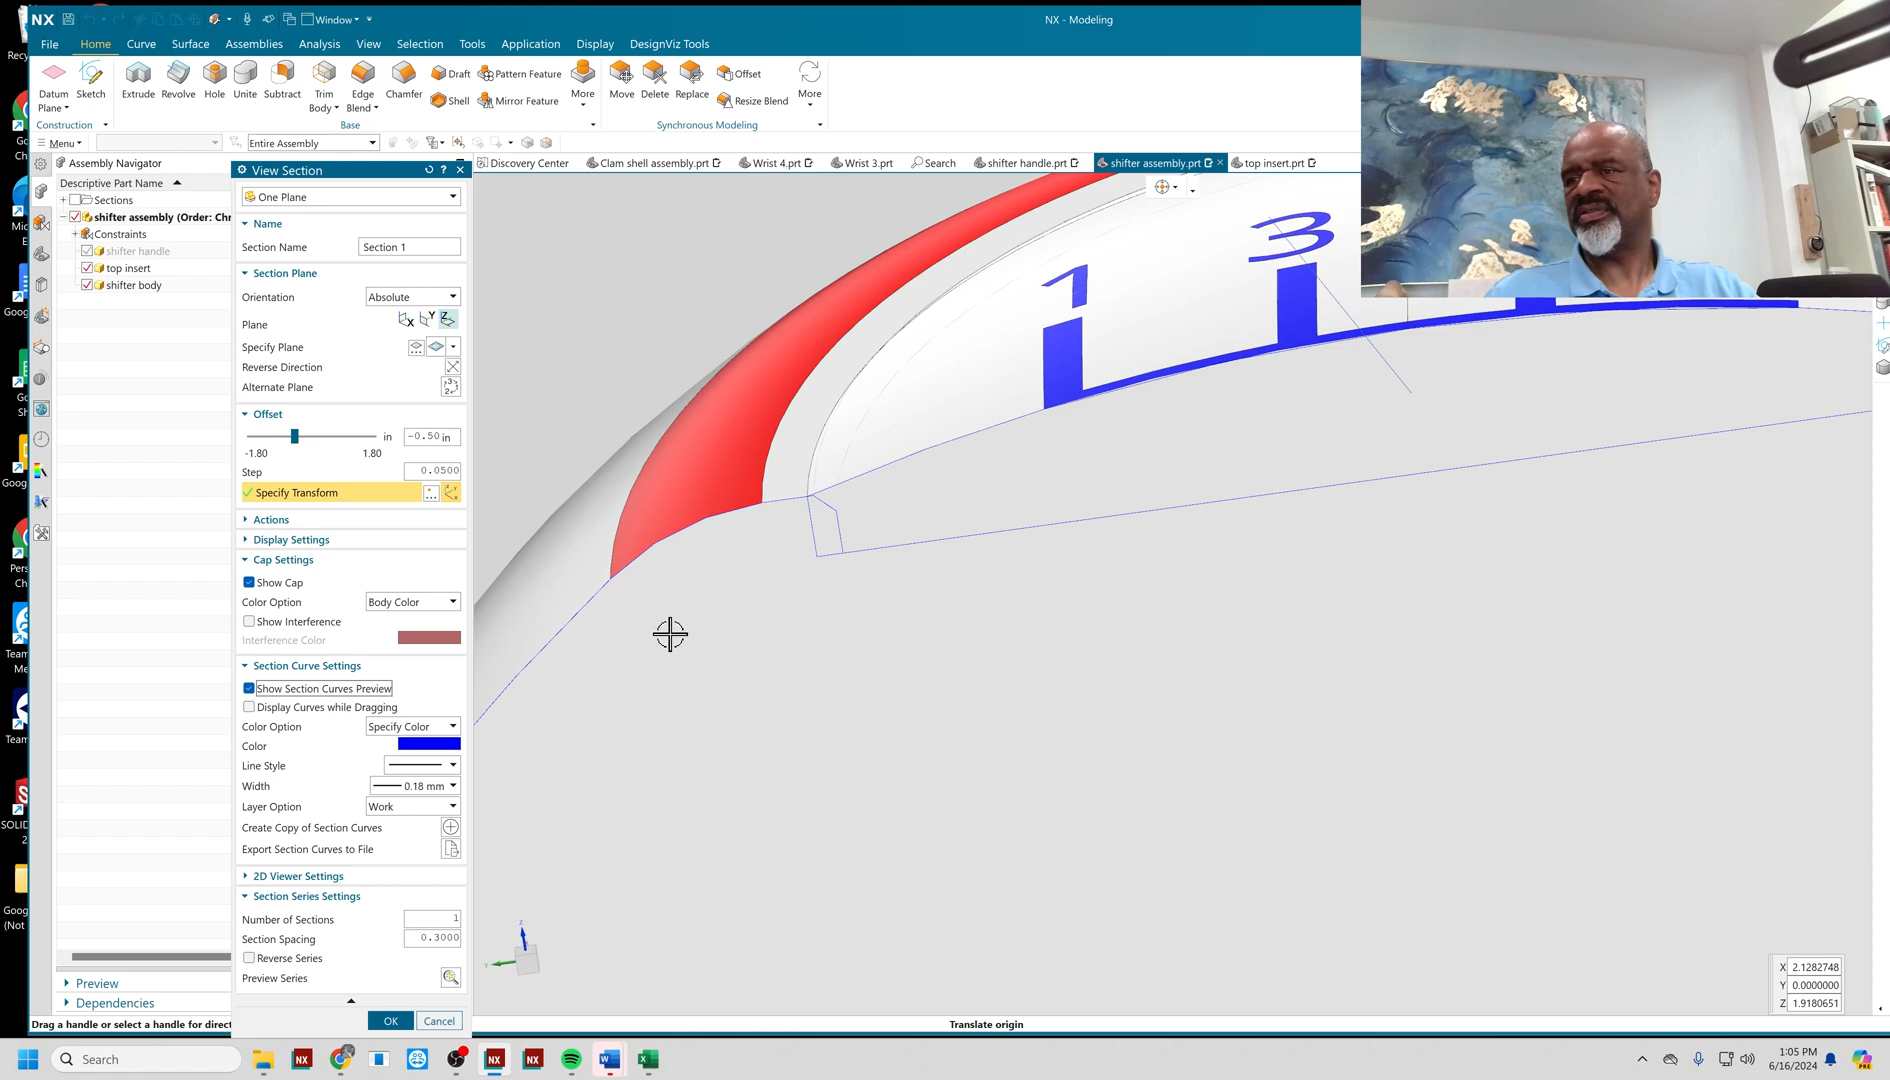 Recy
NX
Window
NX - Modeling
File Home Curve Surface Assemblies Analysis View Selection Tools Application Display DesignViz Tools
Datum Plane
Sketch
Extrude
Revolve
Hole
Unite
Subtract
Trim Body
Edge Blend
Chamfer
Draft
Shell
Pattern Feature
Mirror Feature
More
Move
Delete
Replace
Offset
Resize Blend
More
Construction
Base
Synchronous Modeling
Menu
Entire Assembly
Assembly Navigator
Descriptive Part Name
Sections
shifter assembly (Order: Chr
Constraints
shifter handle
top insert
shifter body
Preview
Dependencies
View Section
One Plane
Name
Section Name Section 1
Section Plane
Orientation Absolute
Plane X Y Z
Specify Plane
Reverse Direction
Alternate Plane
Offset
in -0.50 in
-1.80 1.80
Step 0.0500
Specify Transform
Actions
Display Settings
Cap Settings
Show Cap
Color Option Body Color
Show Interference
Interference Color
Section Curve Settings
Show Section Curves Preview
Display Curves while Dragging
Color Option Specify Color
Color
Line Style
Width 0.18 mm
Layer Option Work
Create Copy of Section Curves
Export Section Curves to File
2D Viewer Settings
Section Series Settings
Number of Sections 1
Section Spacing 0.3000
Reverse Series
Preview Series
OK Cancel
Discovery Center
Clam shell assembly.prt
Wrist 4.prt
Wrist 3.prt
Search
shifter handle.prt
shifter assembly.prt
top insert.prt
1
3
Z
Y
X 2.1282748
Y 0.0000000
Z 1.9180651
Drag a handle or select a handle for direct
Translate origin
Search
1:05 PM
6/16/2024